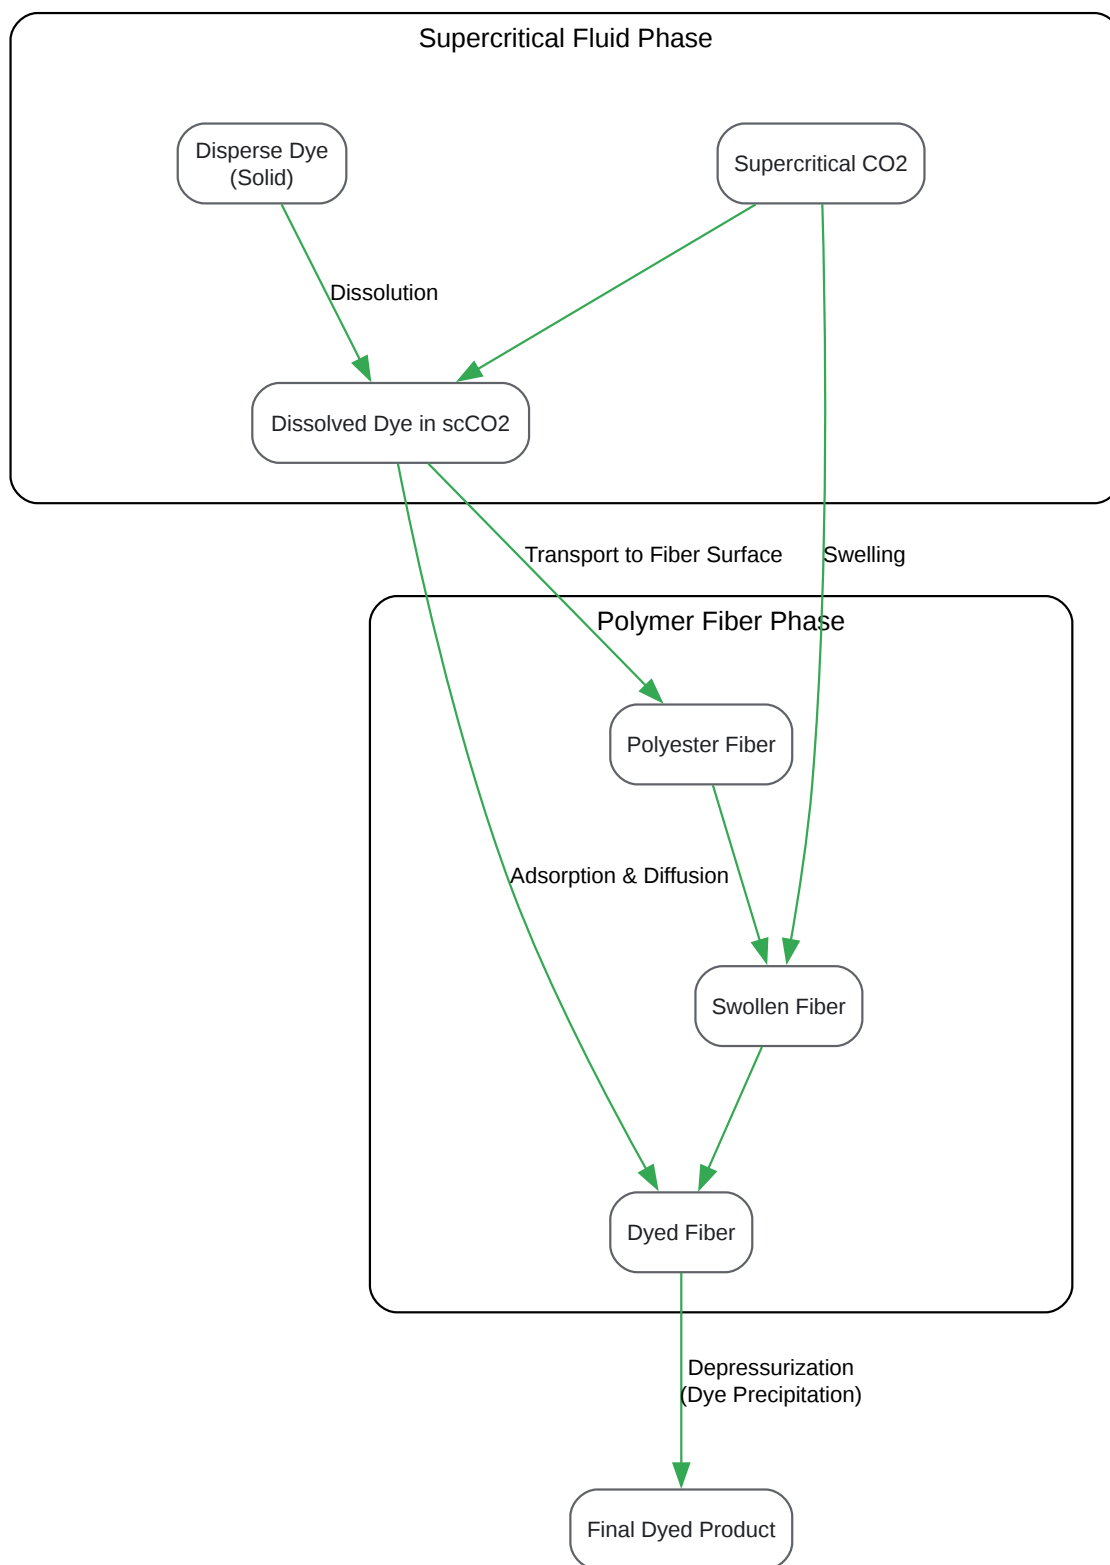 Supercritical Fluid Phase
Disperse Dye
(Solid)
Supercritical CO2
Dissolution
Dissolved Dye in scCO2
Transport to Fiber Surface
Swelling
Polymer Fiber Phase
Polyester Fiber
Adsorption & Diffusion
Swollen Fiber
Dyed Fiber
Depressurization
(Dye Precipitation)
Final Dyed Product